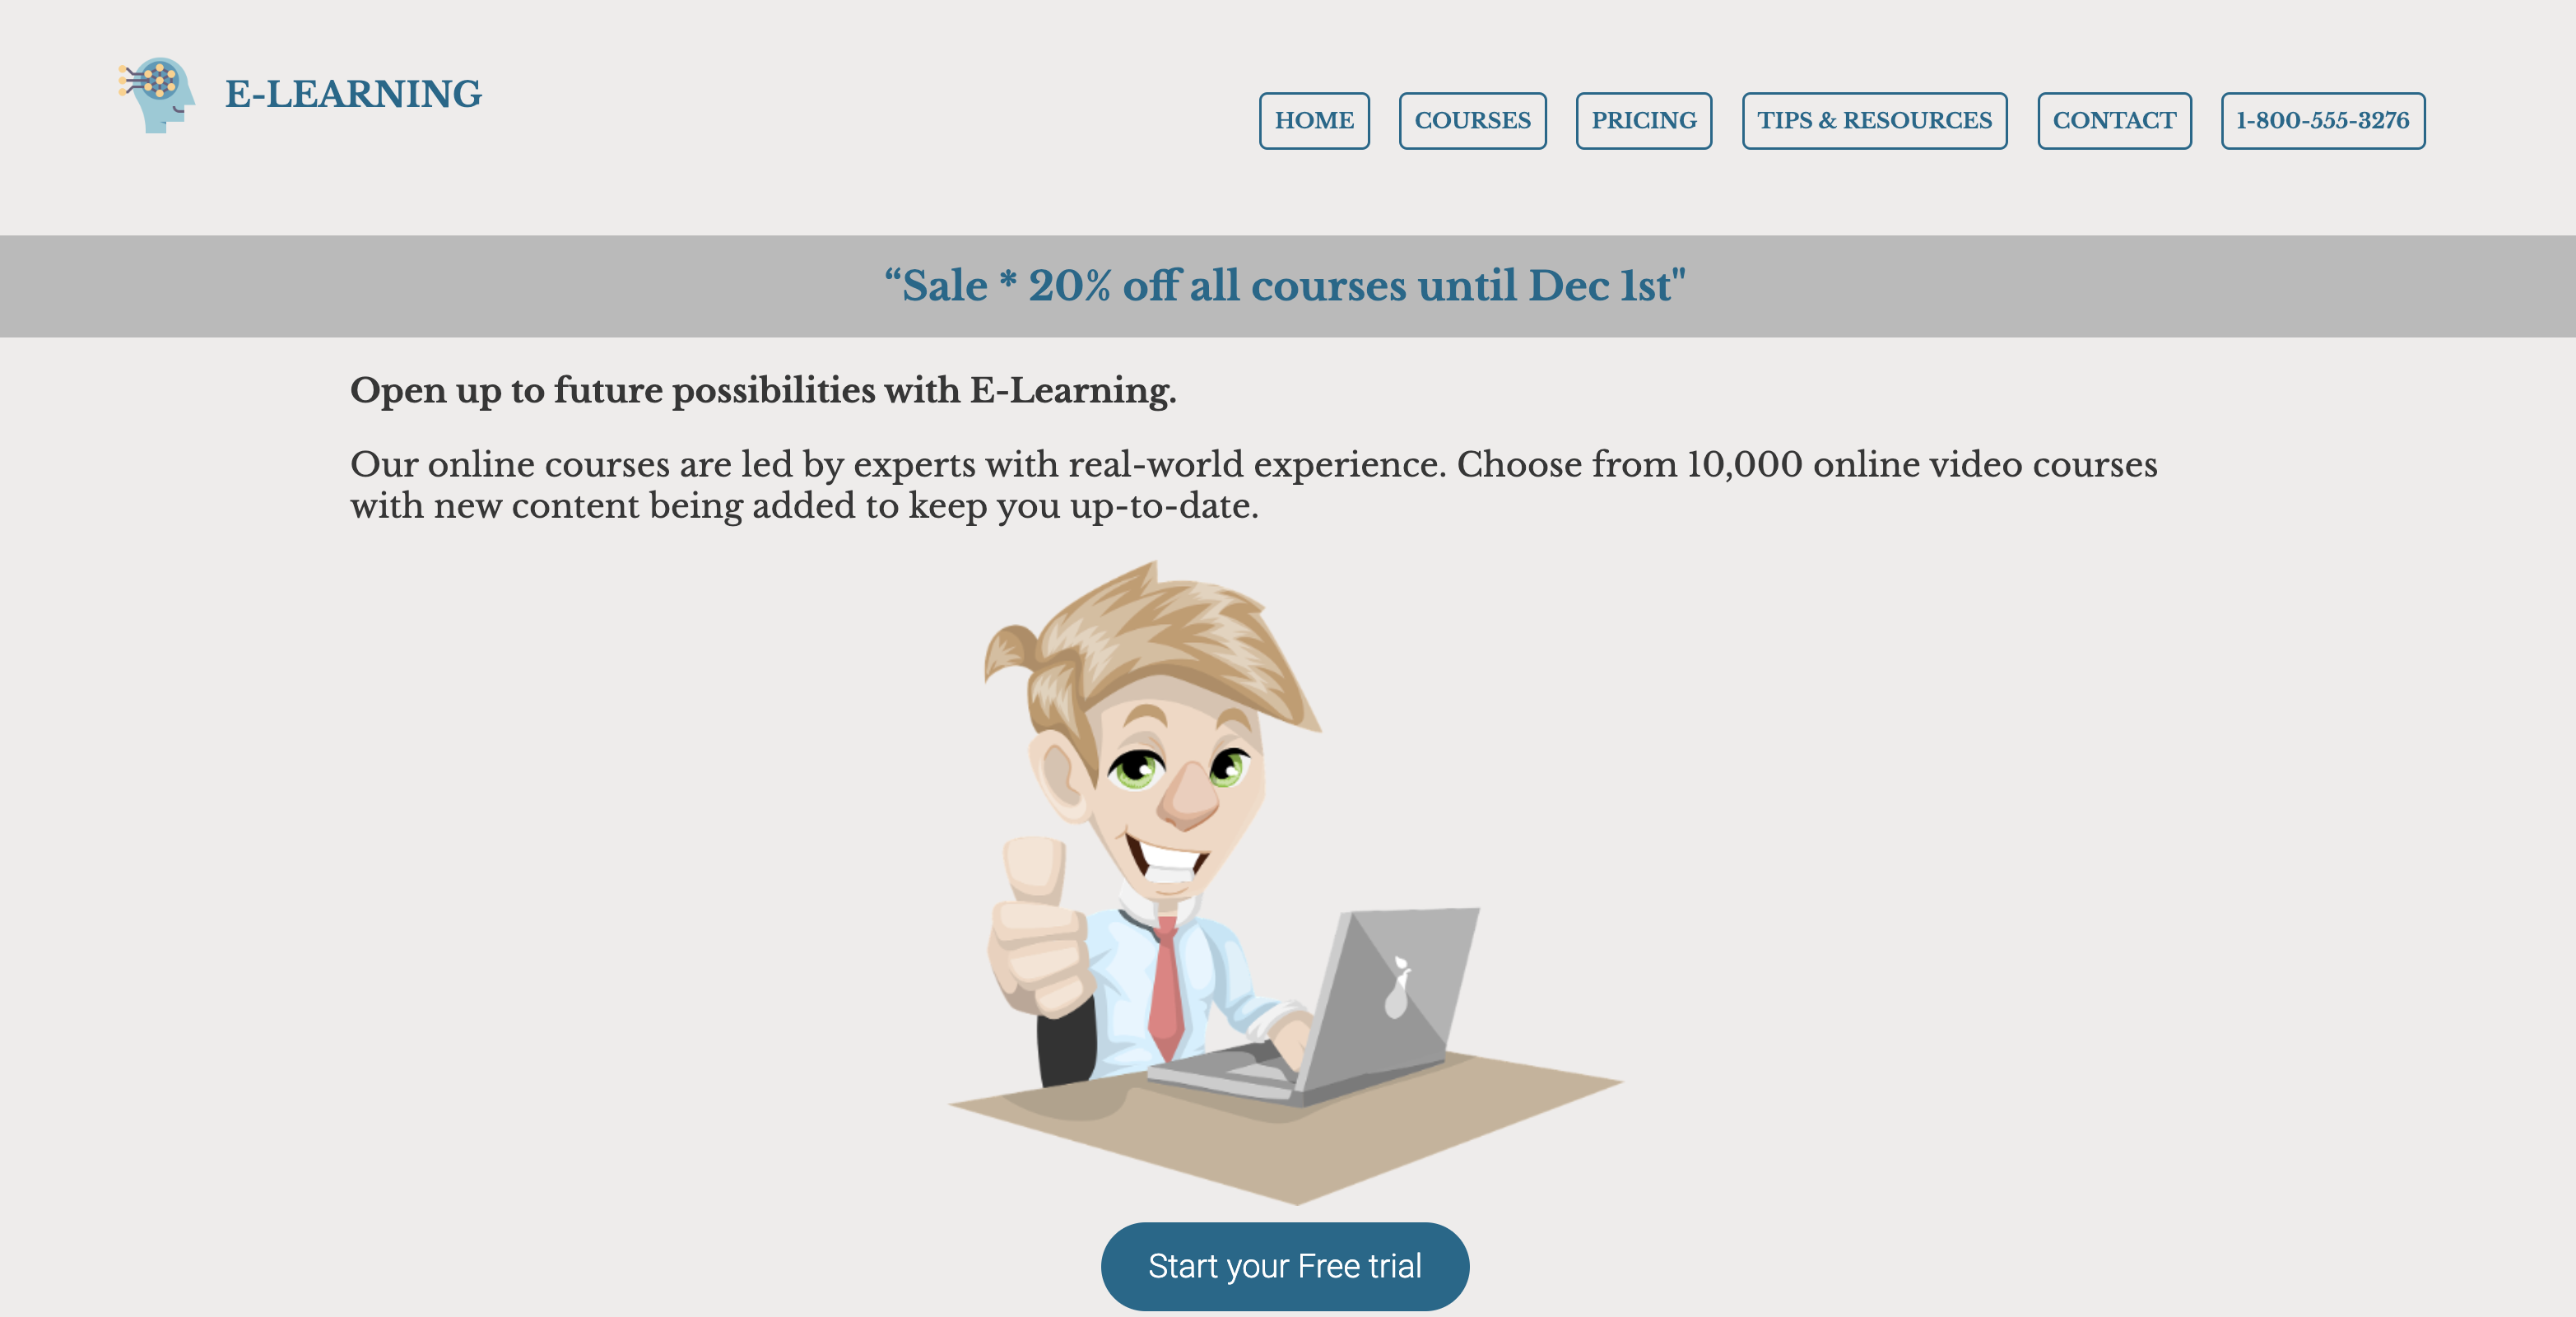 E-LEARNING
HOME
COURSES
PRICING
TIPS & RESOURCES
CONTACT
1-800-555-3276
“Sale * 20% off all courses until Dec 1st"
Open up to future possibilities with E-Learning.
Our online courses are led by experts with real-world experience. Choose from 10,000 online video courses
with new content being added to keep you up-to-date.
Start your Free trial